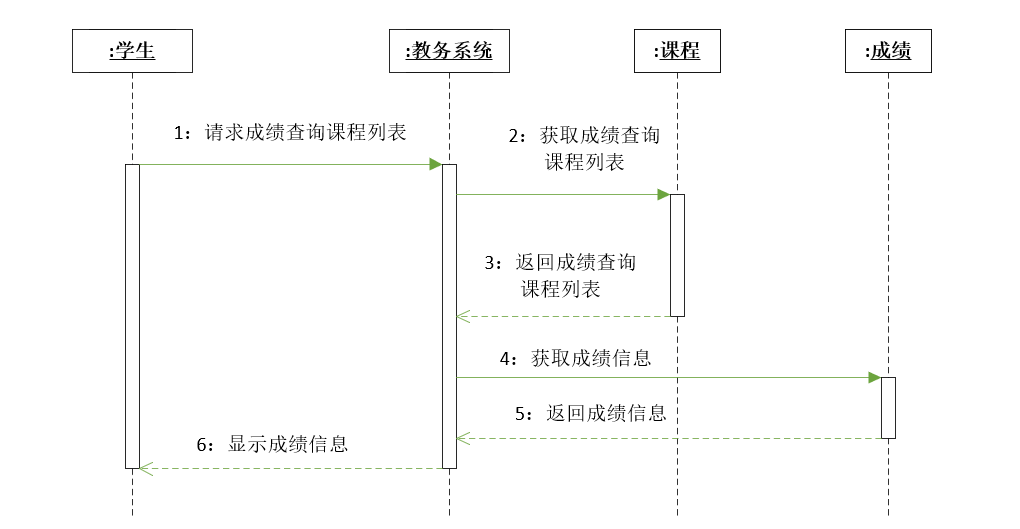 :学生
:教务系统
:课程
:成绩
1：请求成绩查询课程列表
2：获取成绩查询
课程列表
3：返回成绩查询
课程列表
4：获取成绩信息
5：返回成绩信息
6：显示成绩信息